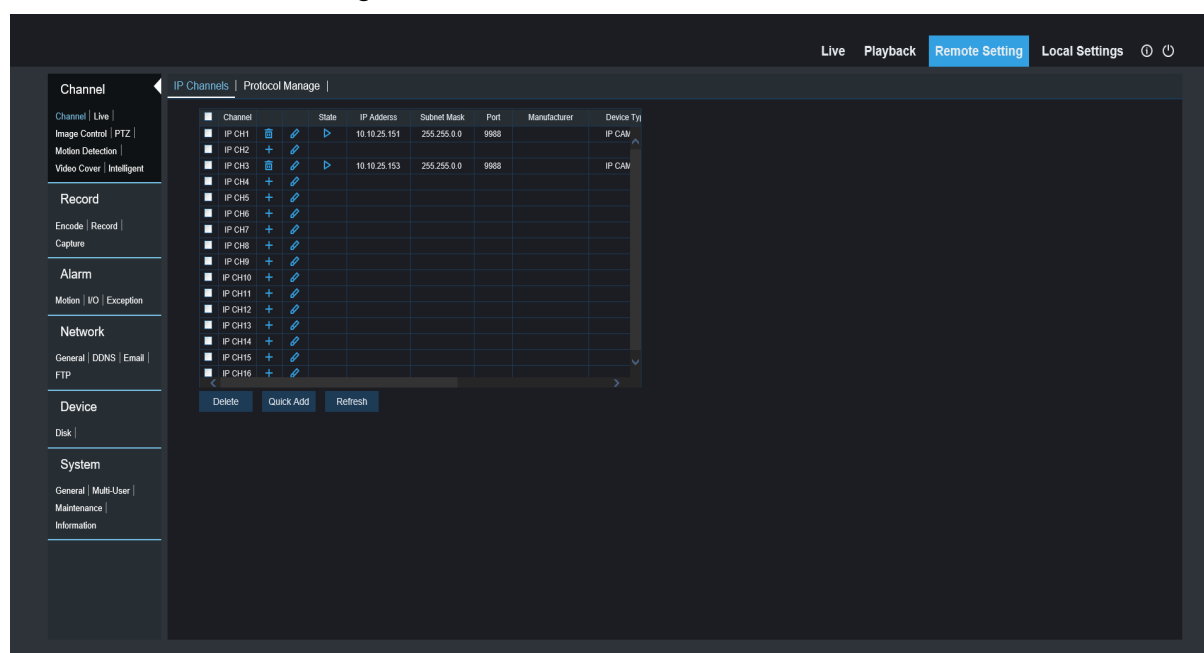 Live Playback Remote Setting Local Settings
Channel
Channel | Live |
Image Control | PTZ |
Motion Detection |
Video Cover | Intelligent
Record
Encode | Record |
Capture
Alarm
Motion | I/O | Exception
Network
General | DDNS | Email |
FTP
Device
Disk |
System
General | Multi-User |
Maintenance |
Information
IP Channels | Protocol Manage |
Channel State IP Adderss Subnet Mask Port Manufacturer Device Ty
IP CH1 10.10.25.151 255.255.0.0 9988 IP CAM
IP CH2 +
IP CH3 10.10.25.153 255.255.0.0 9988 IP CAM
IP CH4 +
IP CH5 +
IP CH6 +
IP CH7 +
IP CH8 +
IP CH9 +
IP CH10 +
IP CH11 +
IP CH12 +
IP CH13 +
IP CH14 +
IP CH15 +
IP CH16 +
Delete Quick Add Refresh